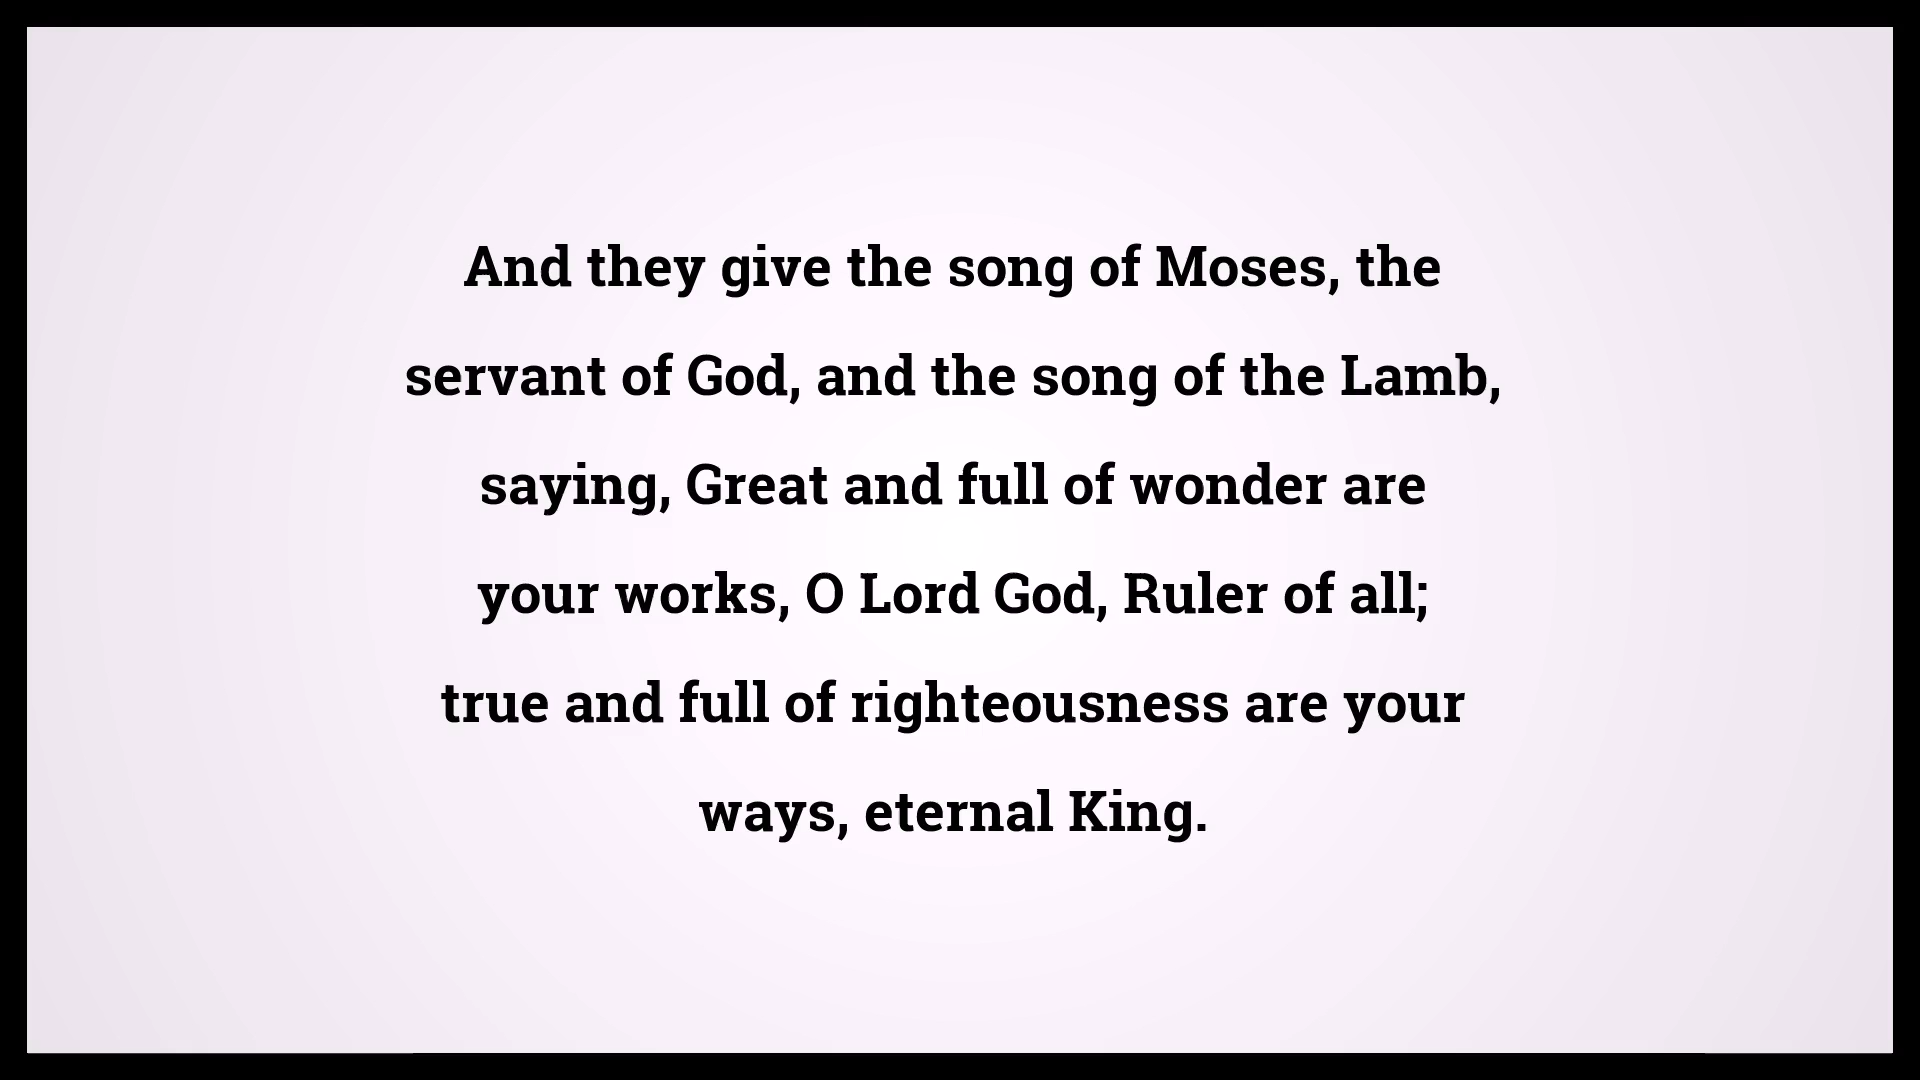 And they give the song of Moses, the
servant of God, and the song of the Lamb,
saying, Great and full of wonder are
your works, O Lord God, Ruler of all;
true and full of righteousness are your
ways, eternal King.